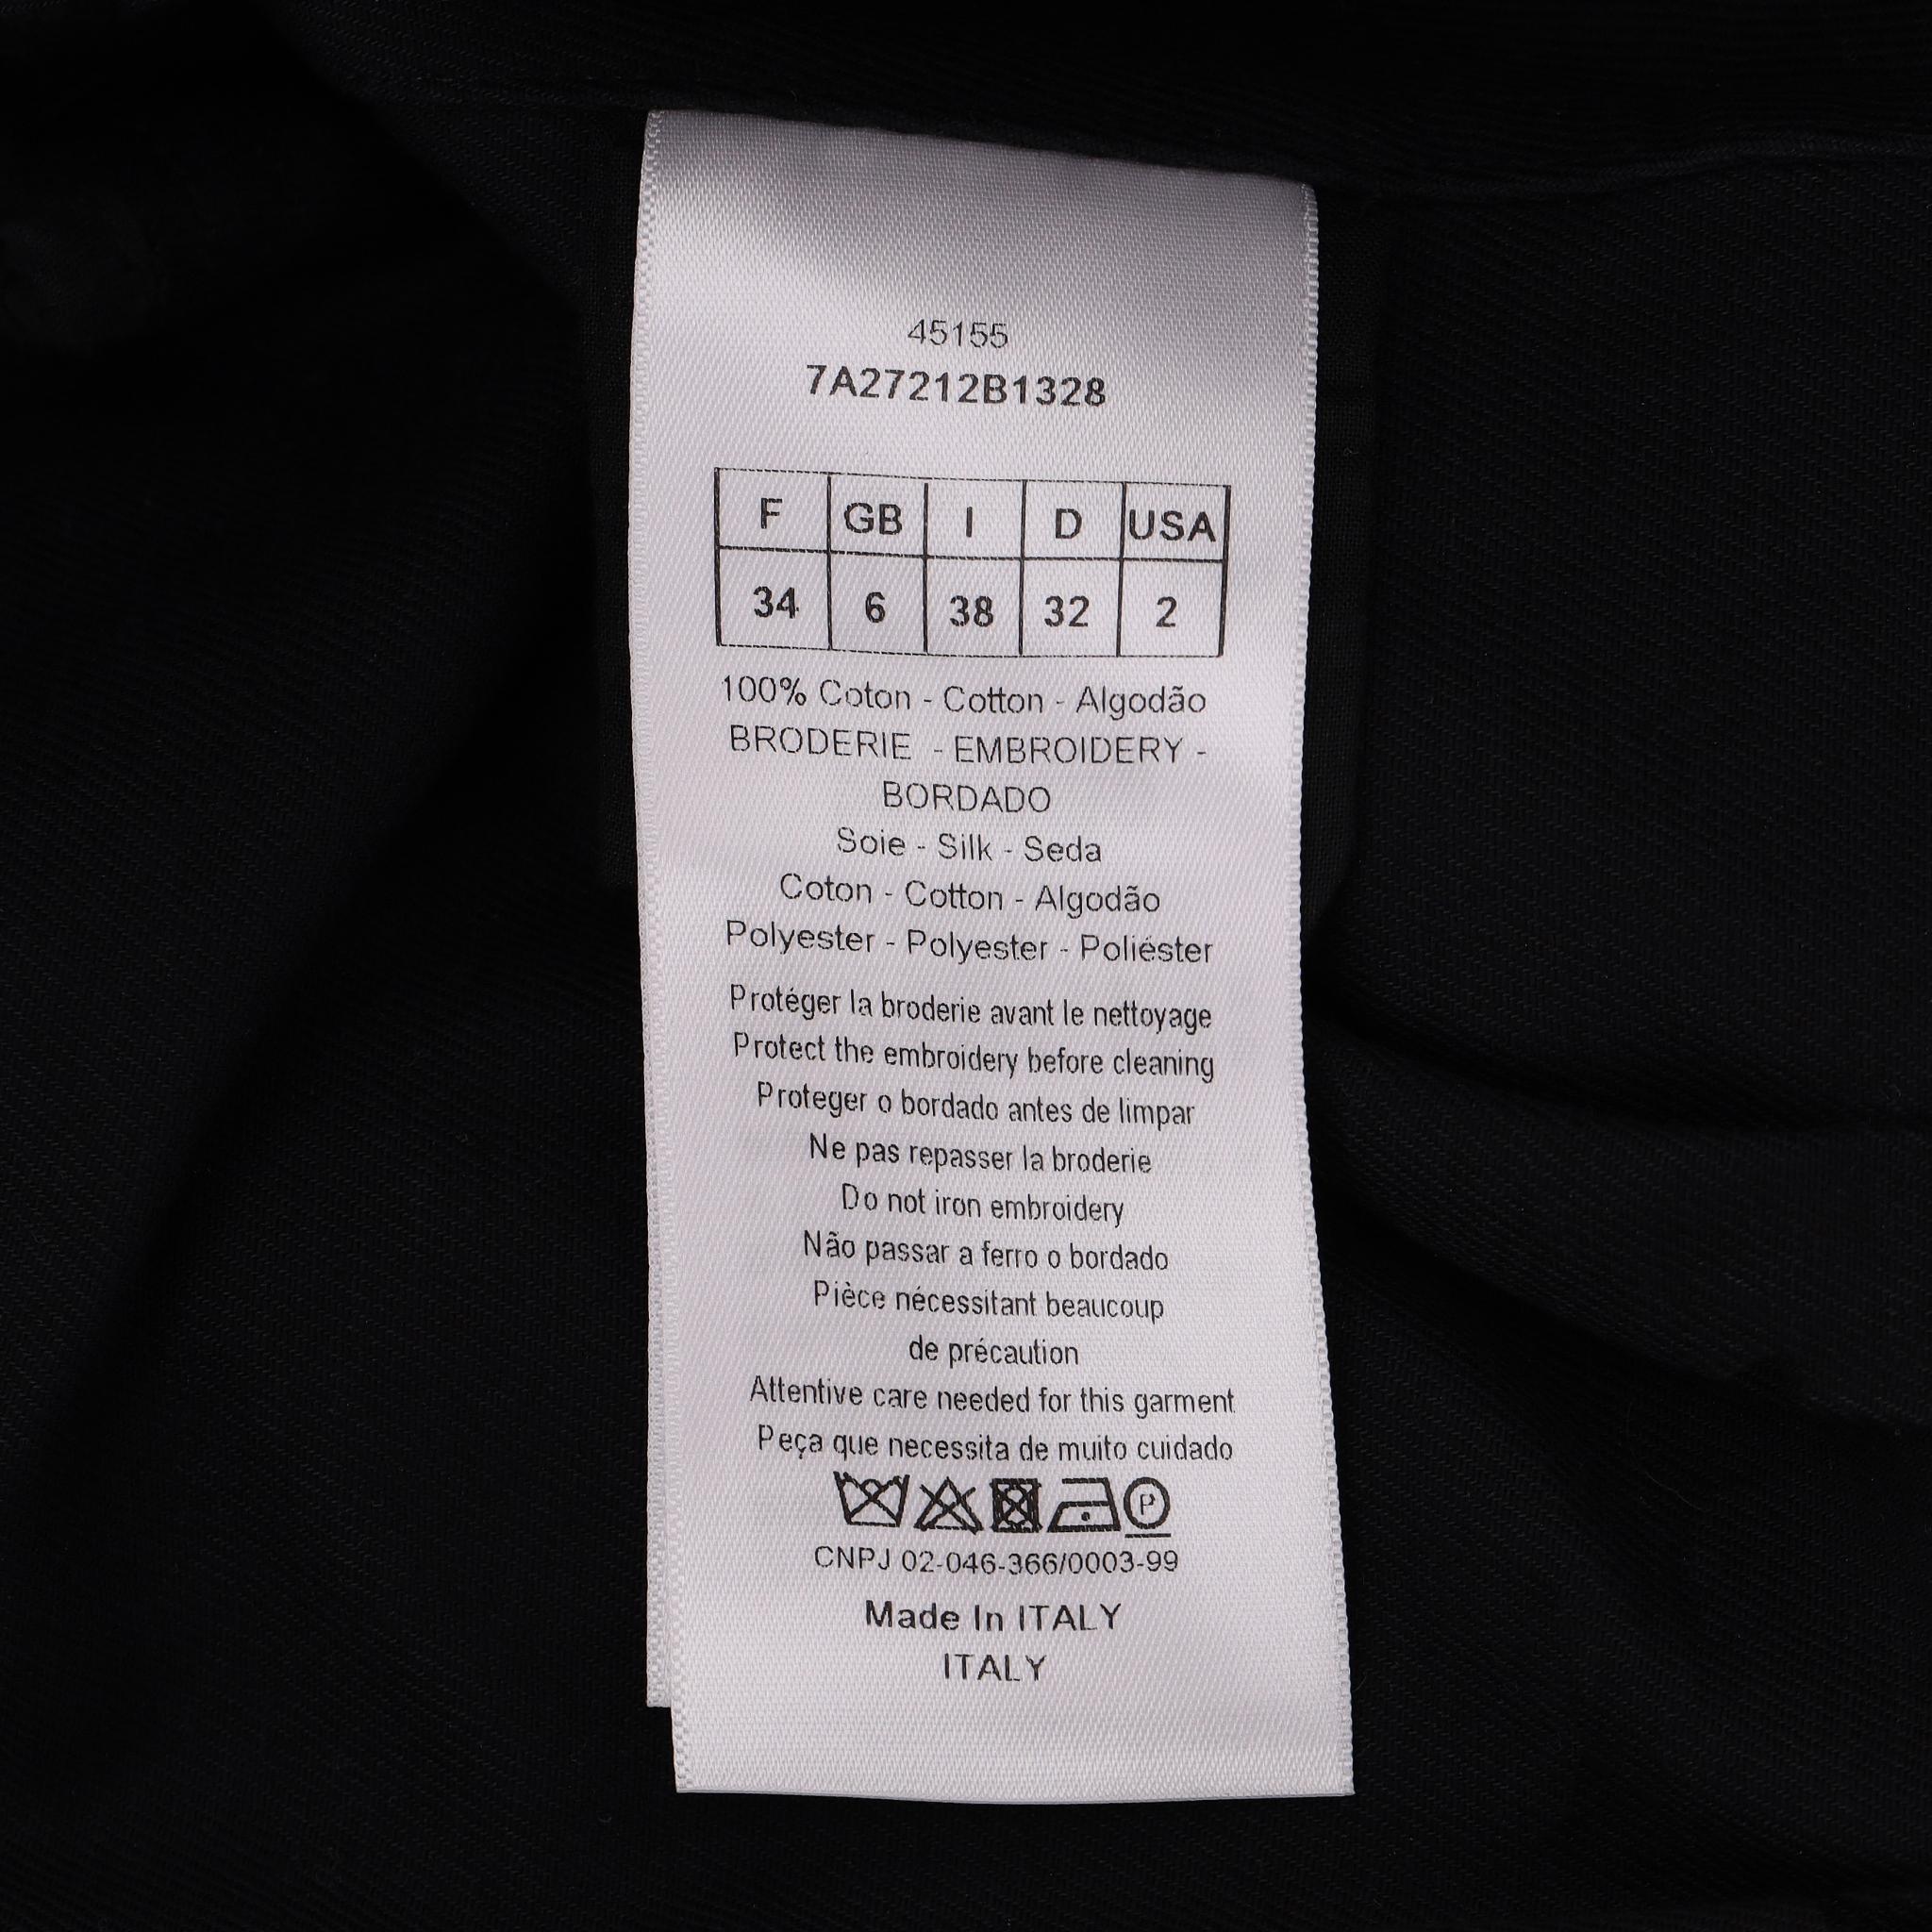 45155
7A27212B1328
F GB I D USA
34 6 38 32 2
100% Coton - Cotton - Algodão
BRODERIE - EMBROIDERY -
BORDADO
Soie - Silk - Seda
Coton - Cotton - Algodão
Polyester - Polyester - Poliéster
Protéger la broderie avant le nettoyage
Protect the embroidery before cleaning
Proteger o bordado antes de limpar
Ne pas repasser la broderie
Do not iron embroidery
Não passar a ferro o bordado
Pièce nécessitant beaucoup
de précaution
Attentive care needed for this garment
Peça que necessita de muito cuidado
P
CNPJ 02-046-366/0003-99
Made In ITALY
ITALY